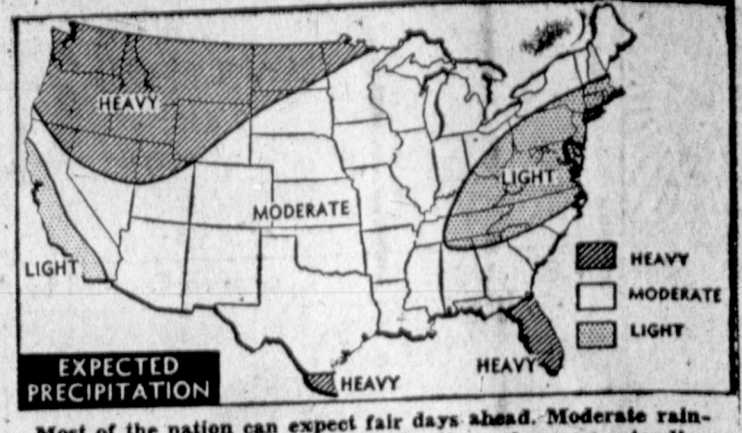 HEAVY
LIGHT
MODERATE
LIGHT
HEAVY
MODERATE
LIGHT
EXPECTED
PRECIPITATION
HEAVY
HEAVY
Most of the nation can expect fair days ahead. Moderate rain-